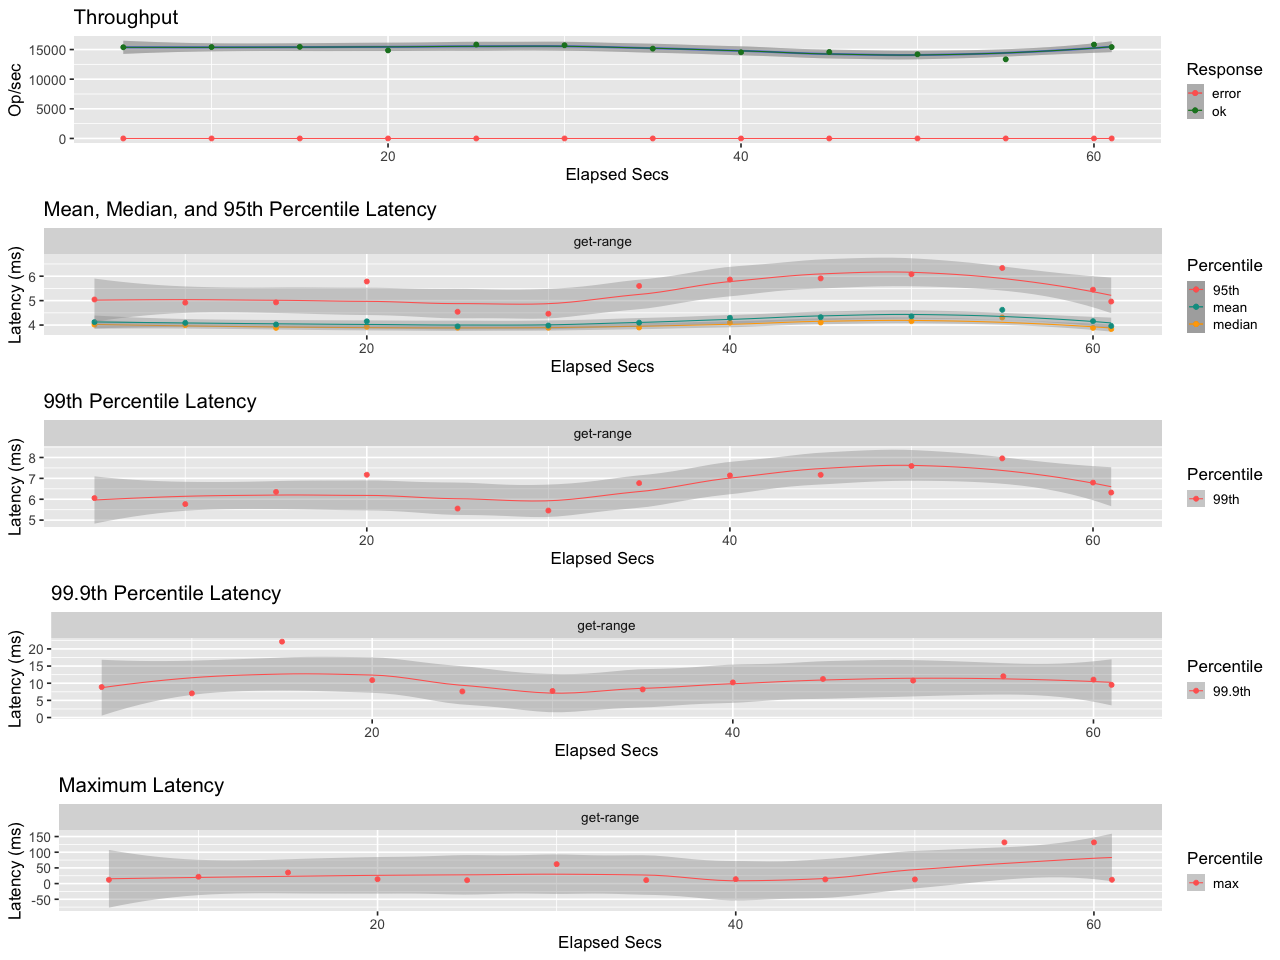 Throughput
Op/sec
15000
10000
5000
0
20 40 60
Elapsed Secs
Response
error
ok
Mean, Median, and 95th Percentile Latency
get-range
Latency (ms)
6
5
4
20 40 60
Elapsed Secs
Percentile
95th
mean
median
99th Percentile Latency
get-range
Latency (ms)
8
7
6
5
20 40 60
Elapsed Secs
Percentile
99th
99.9th Percentile Latency
get-range
Latency (ms)
20
15
10
5
0
20 40 60
Elapsed Secs
Percentile
99.9th
Maximum Latency
get-range
Latency (ms)
150
100
50
0
-50
20 40 60
Elapsed Secs
Percentile
max